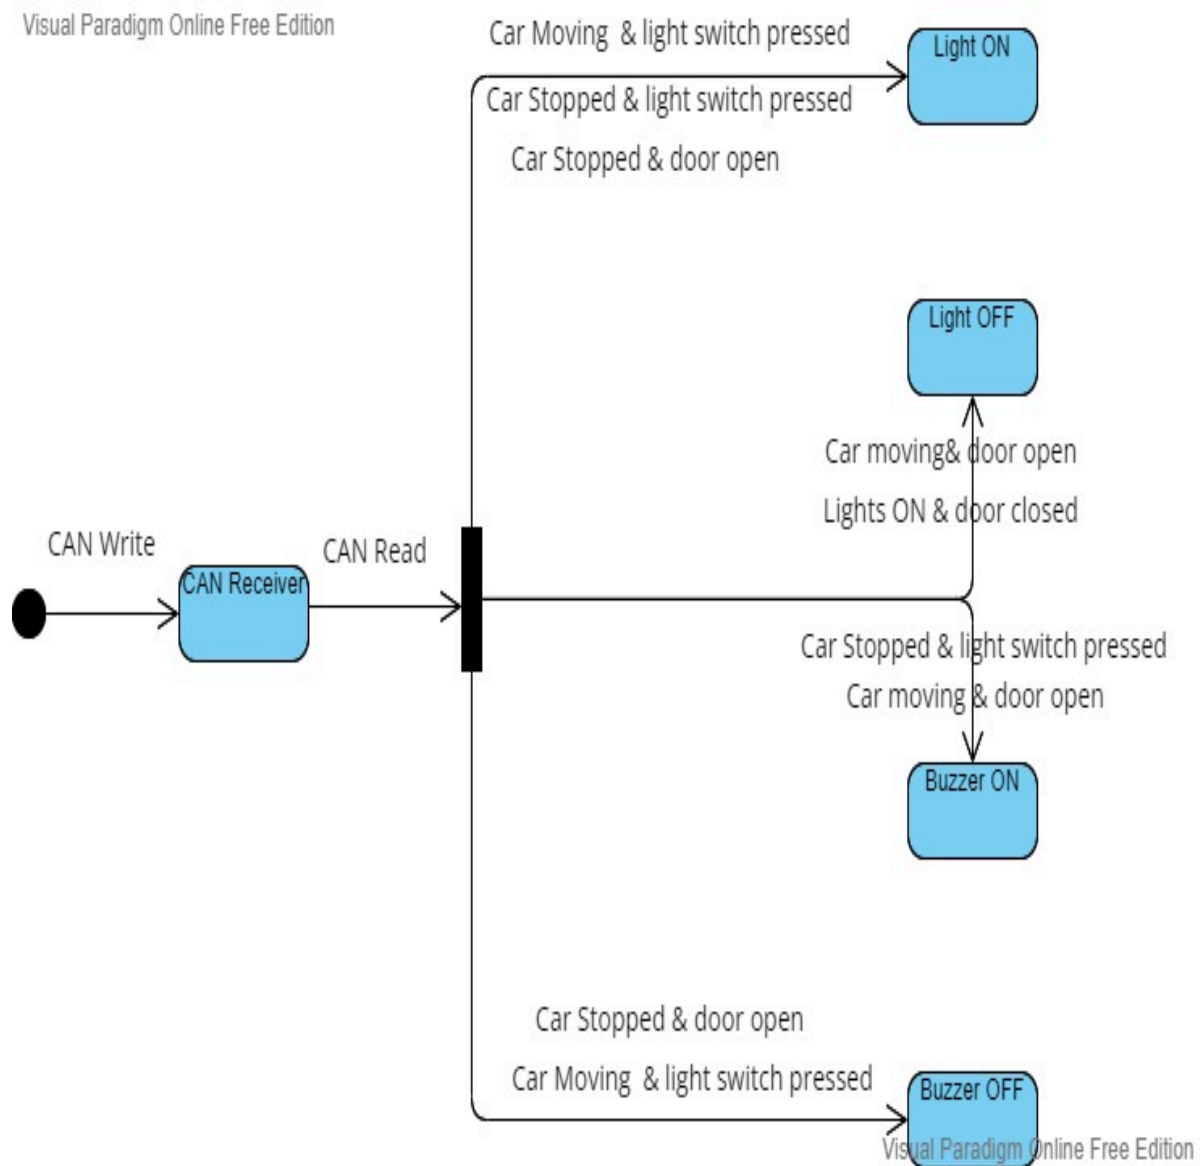 Visual Paradigm Online Free Edition
Car Moving & light switch pressed
Light ON
Car Stopped & light switch pressed
Car Stopped & door open
Light OFF
Car moving& door open
Lights ON & door closed
CAN Write
CAN Read
CAN Receiver
Car Stopped & light switch pressed
Car moving & door open
Buzzer ON
Car Stopped & door open
Car Moving & light switch pressed
Buzzer OFF
Visual Paradigm Online Free Edition